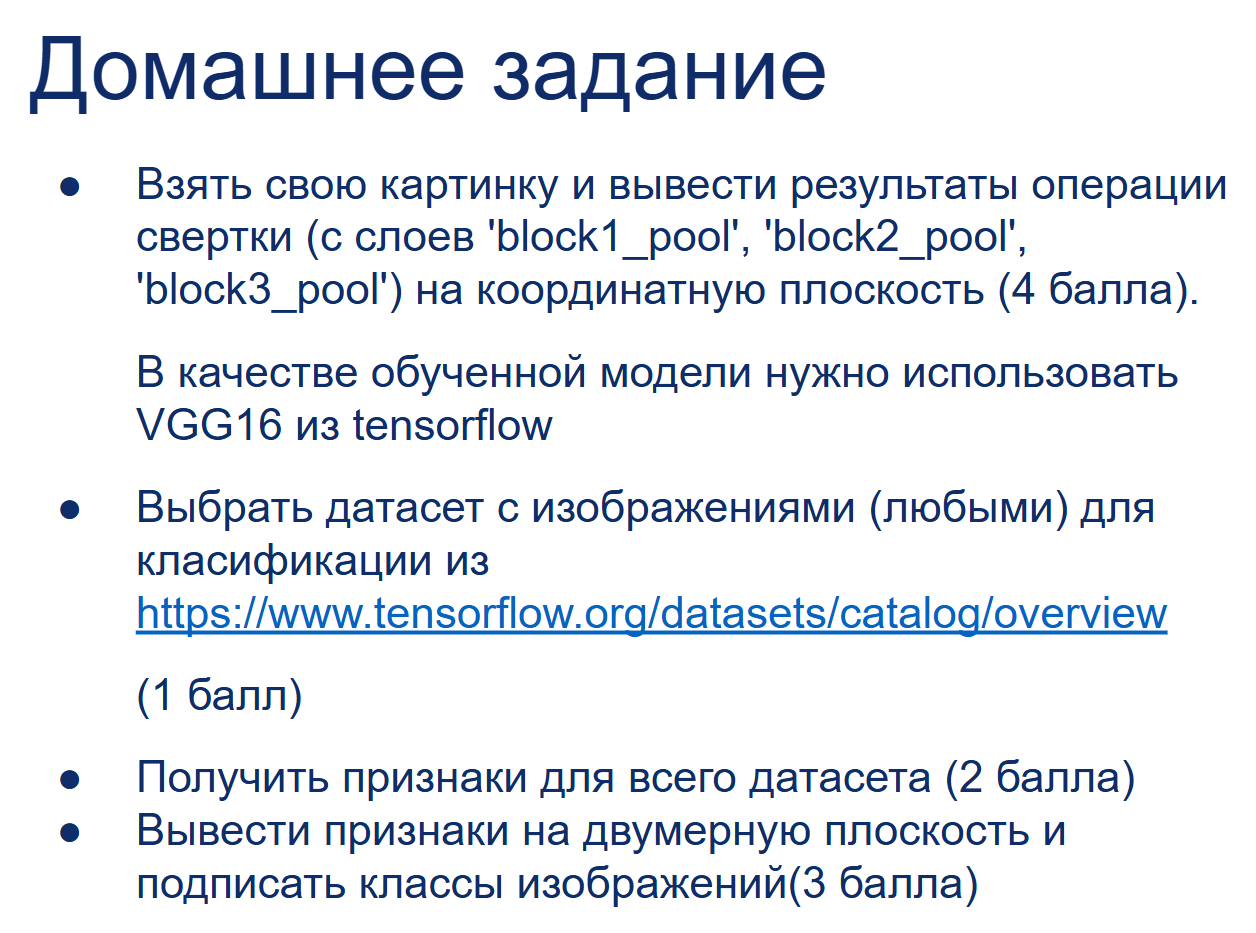 Домашнее задание
● Взять свою картинку и вывести результаты операции
свертки (с слоев 'block1_pool', 'block2_pool',
'block3_pool') на координатную плоскость (4 балла).
В качестве обученной модели нужно использовать
VGG16 из tensorflow
● Выбрать датасет с изображениями (любыми) для
класификации из
https://www.tensorflow.org/datasets/catalog/overview
(1 балл)
● Получить признаки для всего датасета (2 балла)
● Вывести признаки на двумерную плоскость и
подписать классы изображений(3 балла)